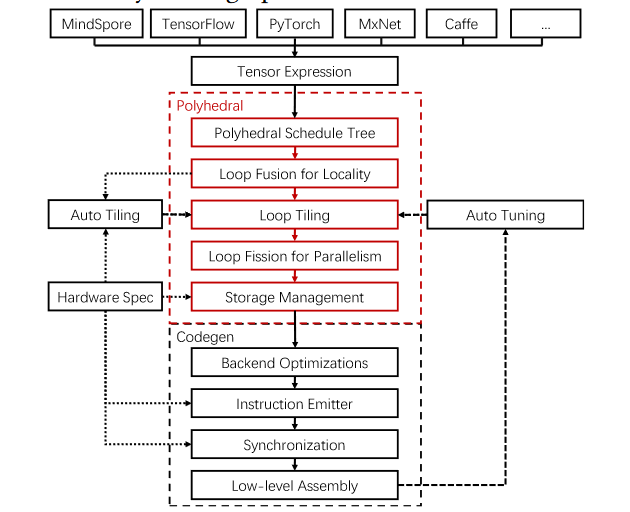 MindSpore
TensorFlow
PyTorch
MxNet
Caffe
...
Tensor Expression
Polyhedral
Polyhedral Schedule Tree
Loop Fusion for Locality
Auto Tiling
Loop Tiling
Auto Tuning
Loop Fission for Parallelism
Hardware Spec
Storage Management
Codegen
Backend Optimizations
Instruction Emitter
Synchronization
Low-level Assembly